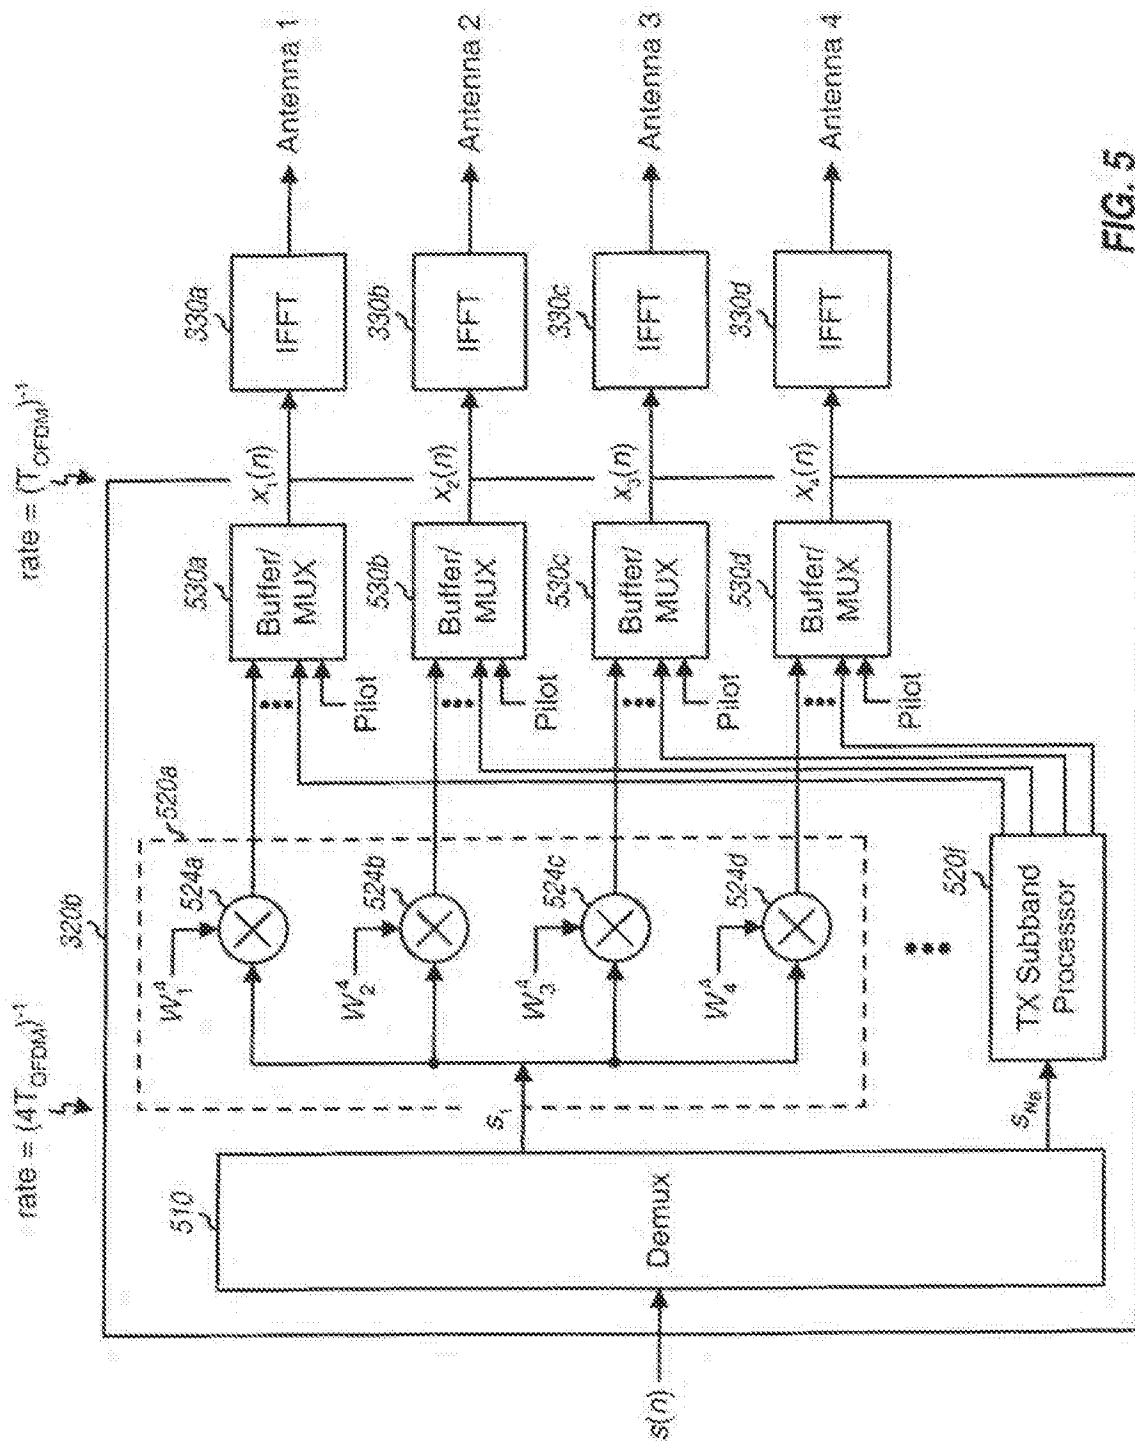 rate = (4T_OFDM)^-1
rate = (T_OFDM)^-1
320b
510
520a
s(n)
Demux
s_1
s_{N_B}
W_1^4
524a
W_2^4
524b
W_3^4
524c
W_4^4
524d
520f
TX Subband
Processor
530a
Buffer/
MUX
Pilot
530b
Buffer/
MUX
Pilot
530c
Buffer/
MUX
Pilot
530d
Buffer/
MUX
Pilot
x_1(n)
x_2(n)
x_3(n)
x_4(n)
330a
IFFT
330b
IFFT
330c
IFFT
330d
IFFT
Antenna 1
Antenna 2
Antenna 3
Antenna 4
FIG. 5